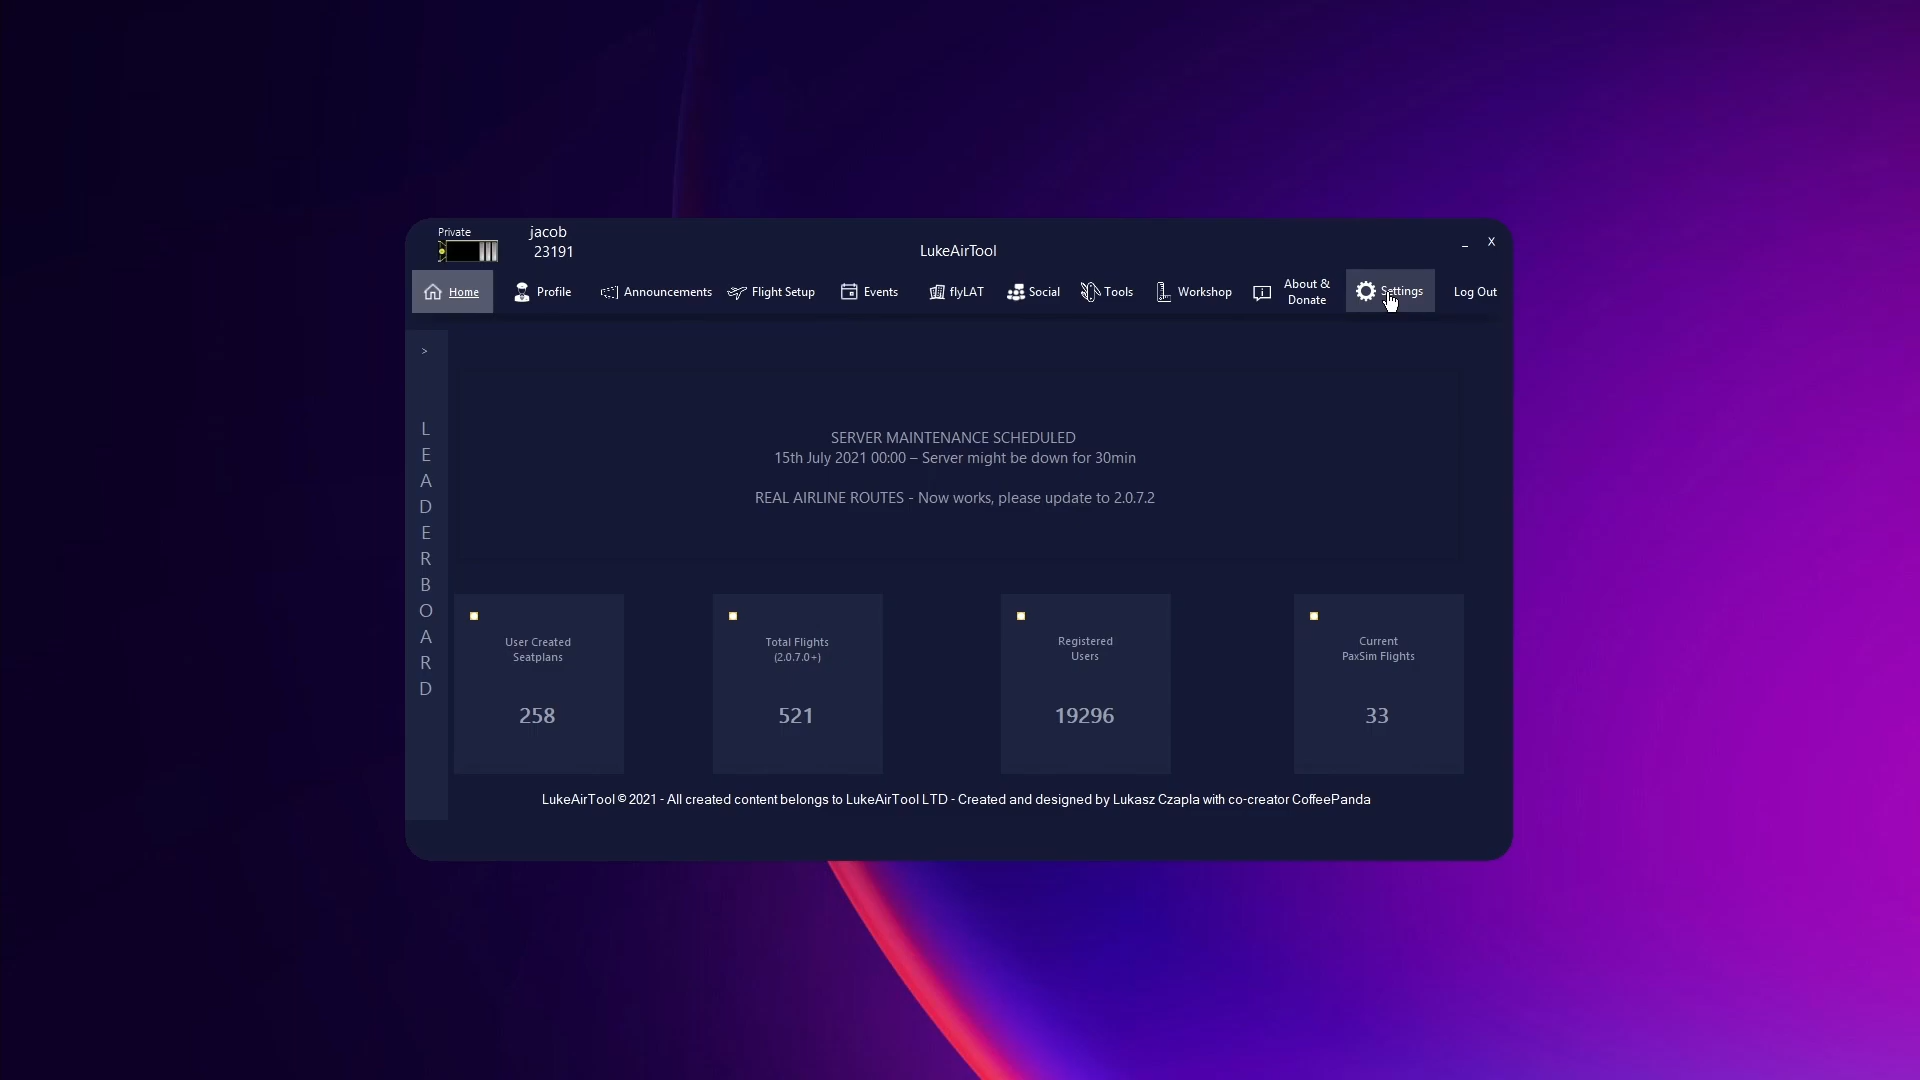 Private
jacob
23191
LukeAirTool
_ X
Home
Profile
Announcements
Flight Setup
Events
flyLAT
Social
Tools
Workshop
About &
Donate
Settings
Log Out
>
L
E
A
D
E
R
B
O
A
R
D
SERVER MAINTENANCE SCHEDULED
15th July 2021 00:00 – Server might be down for 30min
REAL AIRLINE ROUTES - Now works, please update to 2.0.7.2
User Created
Seatplans
258
Total Flights
(2.0.7.0+)
521
Registered
Users
19296
Current
PaxSim Flights
33
LukeAirTool © 2021 - All created content belongs to LukeAirTool LTD - Created and designed by Lukasz Czapla with co-creator CoffeePanda